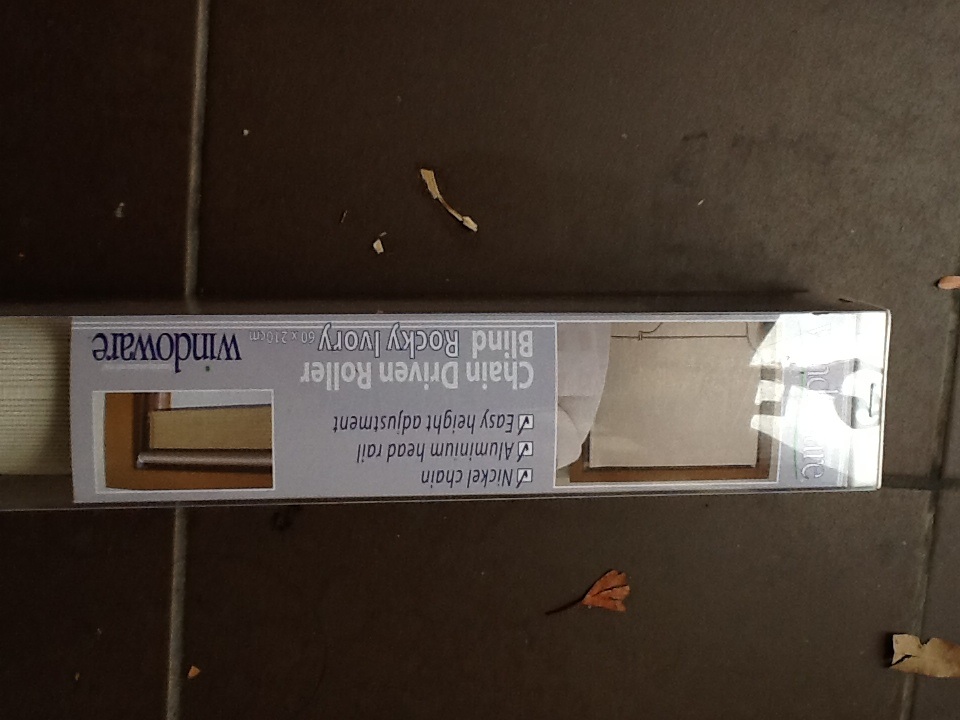 Nickel chain
Aluminium head rail
Easy height adjustment
Chain Driven Roller
Blind Rocky Ivory 60 x 210cm
windoware